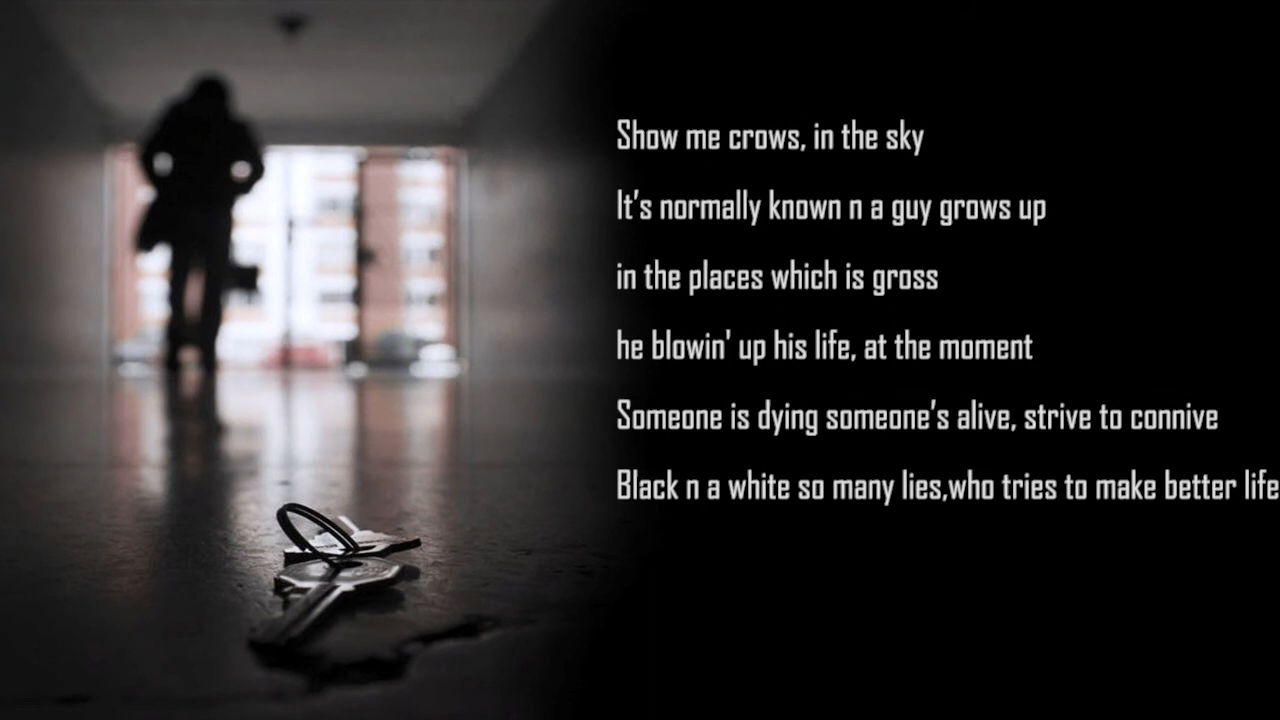 Show me crows, in the sky
It's normally known n a guy grows up
in the places which is gross
he blowin' up his life, at the moment
Someone is dying someone's alive, strive to connive
Black n a white so many lies,who tries to make better life